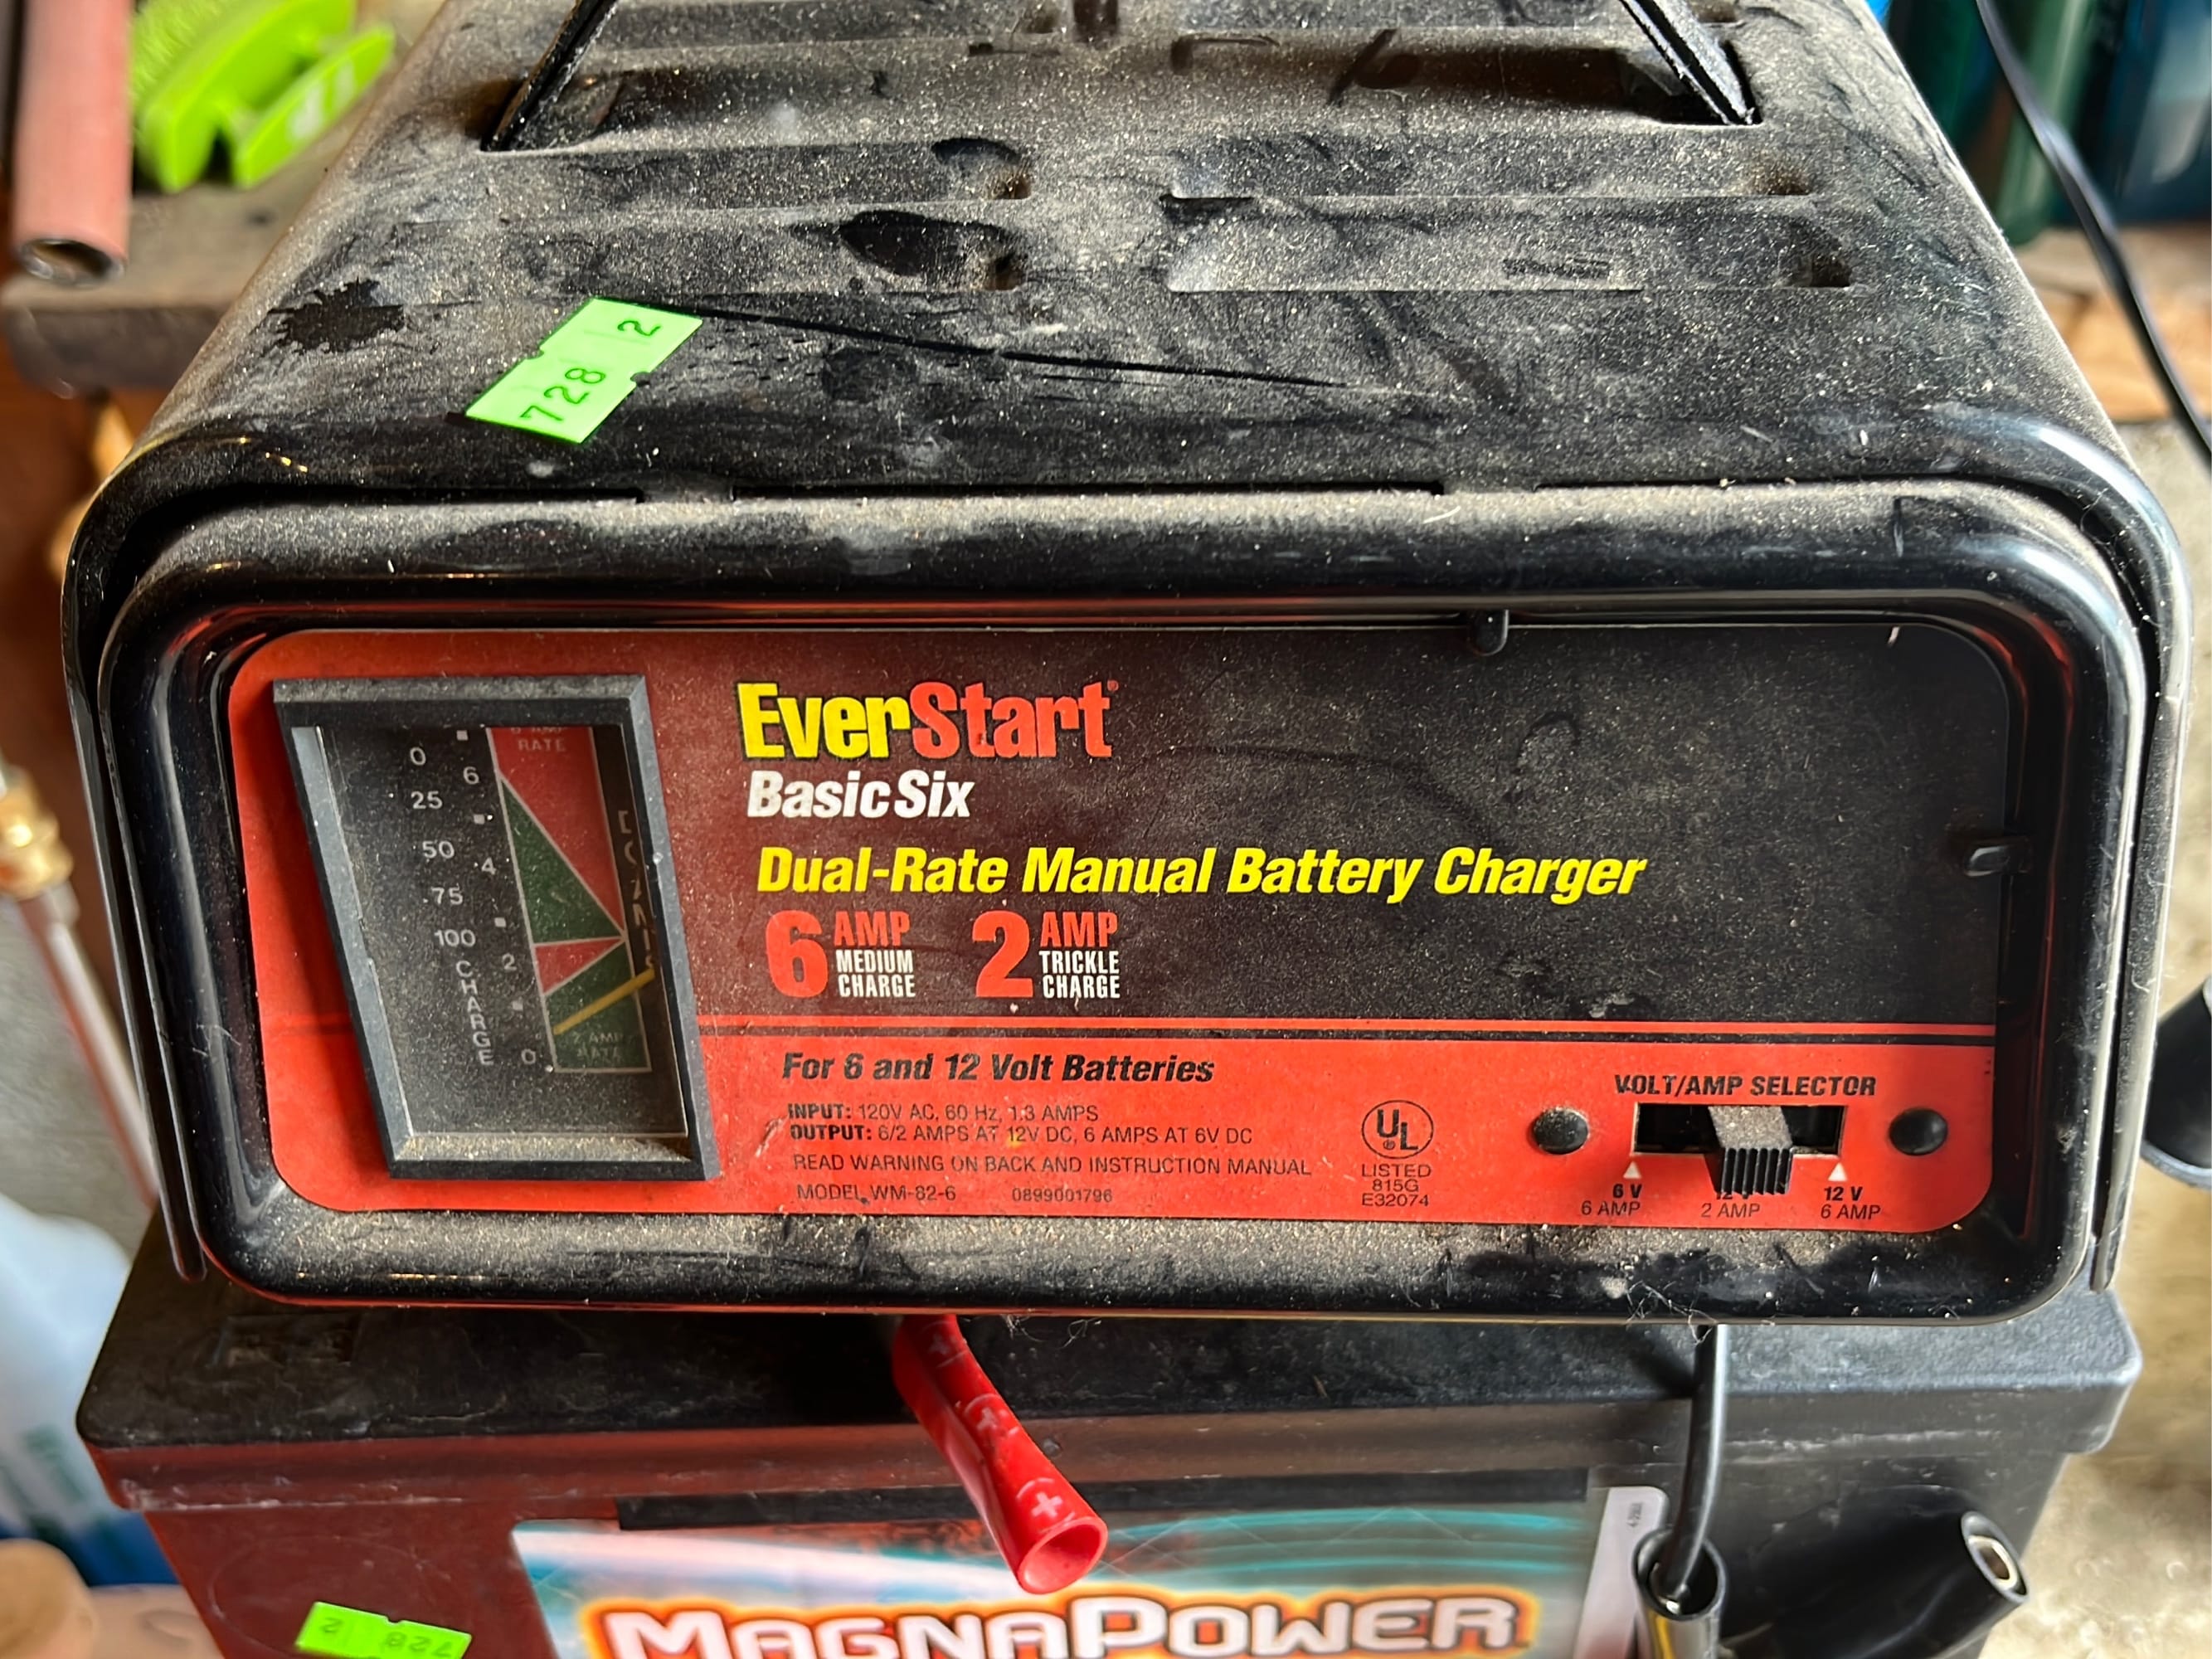 728 2
EverStart
Basic Six
Dual-Rate Manual Battery Charger
6 AMP MEDIUM CHARGE 2 AMP TRICKLE CHARGE
0
25
50
75
100
CHARGE
6
4
2
0
RATE
2 AMP
RATE
For 6 and 12 Volt Batteries
INPUT: 120V AC, 60 Hz, 1.3 AMPS
OUTPUT: 6/2 AMPS AT 12V DC, 6 AMPS AT 6V DC
READ WARNING ON BACK AND INSTRUCTION MANUAL
MODEL WM-82-6 0899001796
UL
®
LISTED
815G
E32074
VOLT/AMP SELECTOR
6 V
6 AMP
12 V
2 AMP
12 V
6 AMP
+
+
+
MAGNAPOWER
728 2